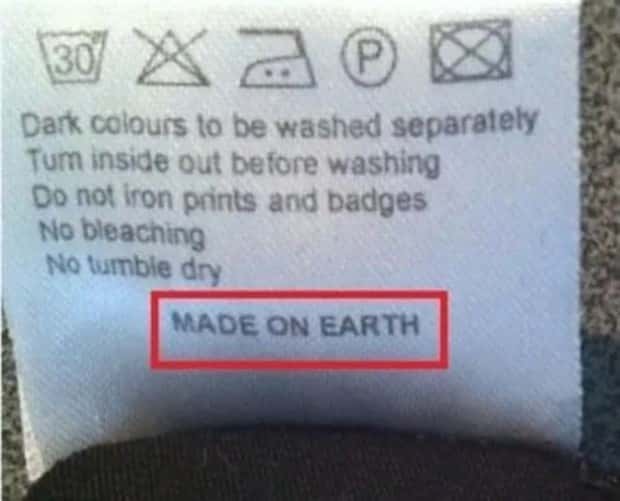 30 P
Dark colours to be washed separately
Turn inside out before washing
Do not iron prints and badges
No bleaching
No tumble dry
MADE ON EARTH